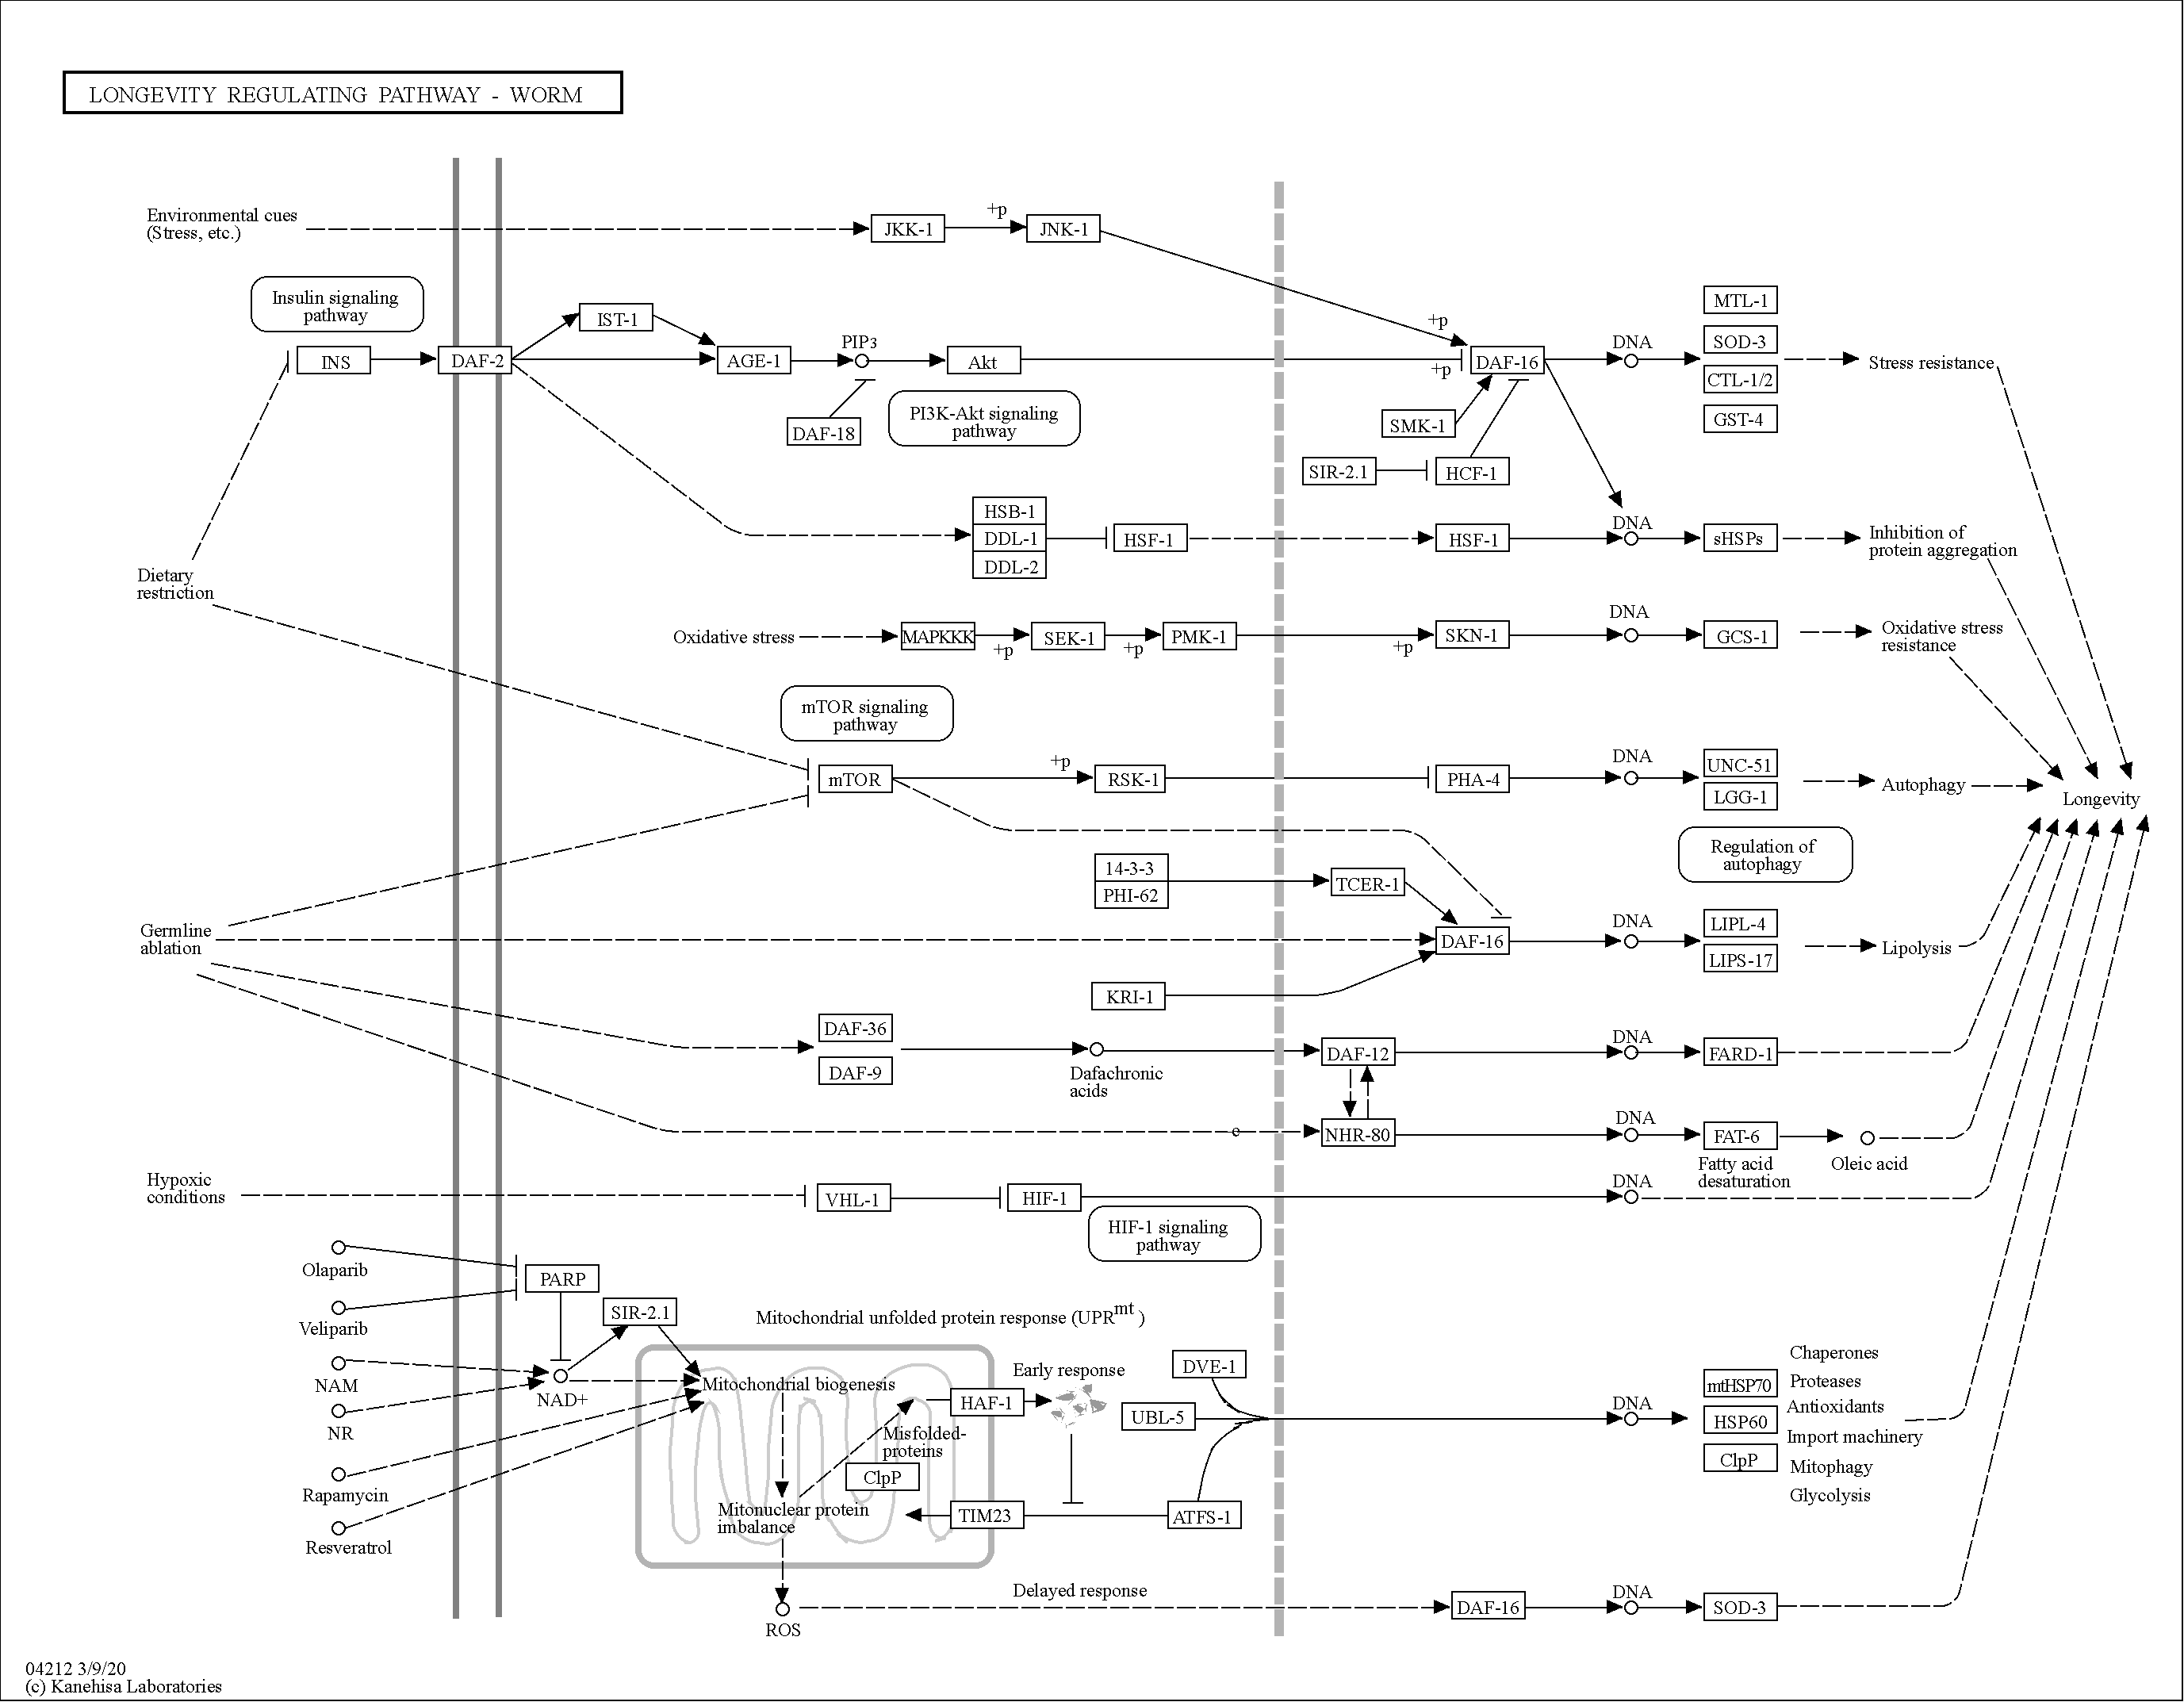 LONGEVITY REGULATING PATHWAY - WORM
Environmental cues
(Stress, etc.)
JKK-1
+p
JNK-1
Insulin signaling
pathway
IST-1
INS
DAF-2
AGE-1
PIP3
Akt
+p
+p
DAF-16
DNA
MTL-1
SOD-3
CTL-1/2
GST-4
Stress resistance
DAF-18
PI3K-Akt signaling
pathway
SMK-1
SIR-2.1
HCF-1
HSB-1
DDL-1
DDL-2
HSF-1
HSF-1
DNA
sHSPs
Inhibition of
protein aggregation
Dietary
restriction
Oxidative stress
MAPKKK
+p
SEK-1
+p
PMK-1
+p
SKN-1
DNA
GCS-1
Oxidative stress
resistance
mTOR signaling
pathway
mTOR
+p
RSK-1
PHA-4
DNA
UNC-51
LGG-1
Autophagy
Longevity
Regulation of
autophagy
14-3-3
PHI-62
TCER-1
Germline
ablation
DAF-16
DNA
LIPL-4
LIPS-17
Lipolysis
KRI-1
DAF-36
DAF-9
Dafachronic
acids
DAF-12
DNA
FARD-1
e
NHR-80
DNA
FAT-6
Fatty acid
desaturation
Oleic acid
Hypoxic
conditions
VHL-1
HIF-1
DNA
HIF-1 signaling
pathway
Olaparib
Veliparib
NAM
NR
Rapamycin
Resveratrol
PARP
SIR-2.1
NAD+
Mitochondrial unfolded protein response (UPRmt)
Mitochondrial biogenesis
HAF-1
Early response
Misfolded-
proteins
ClpP
Mitonuclear protein
imbalance
TIM23
DVE-1
UBL-5
ATFS-1
DNA
mtHSP70
HSP60
ClpP
Chaperones
Proteases
Antioxidants
Import machinery
Mitophagy
Glycolysis
ROS
Delayed response
DAF-16
DNA
SOD-3
04212 3/9/20
(c) Kanehisa Laboratories